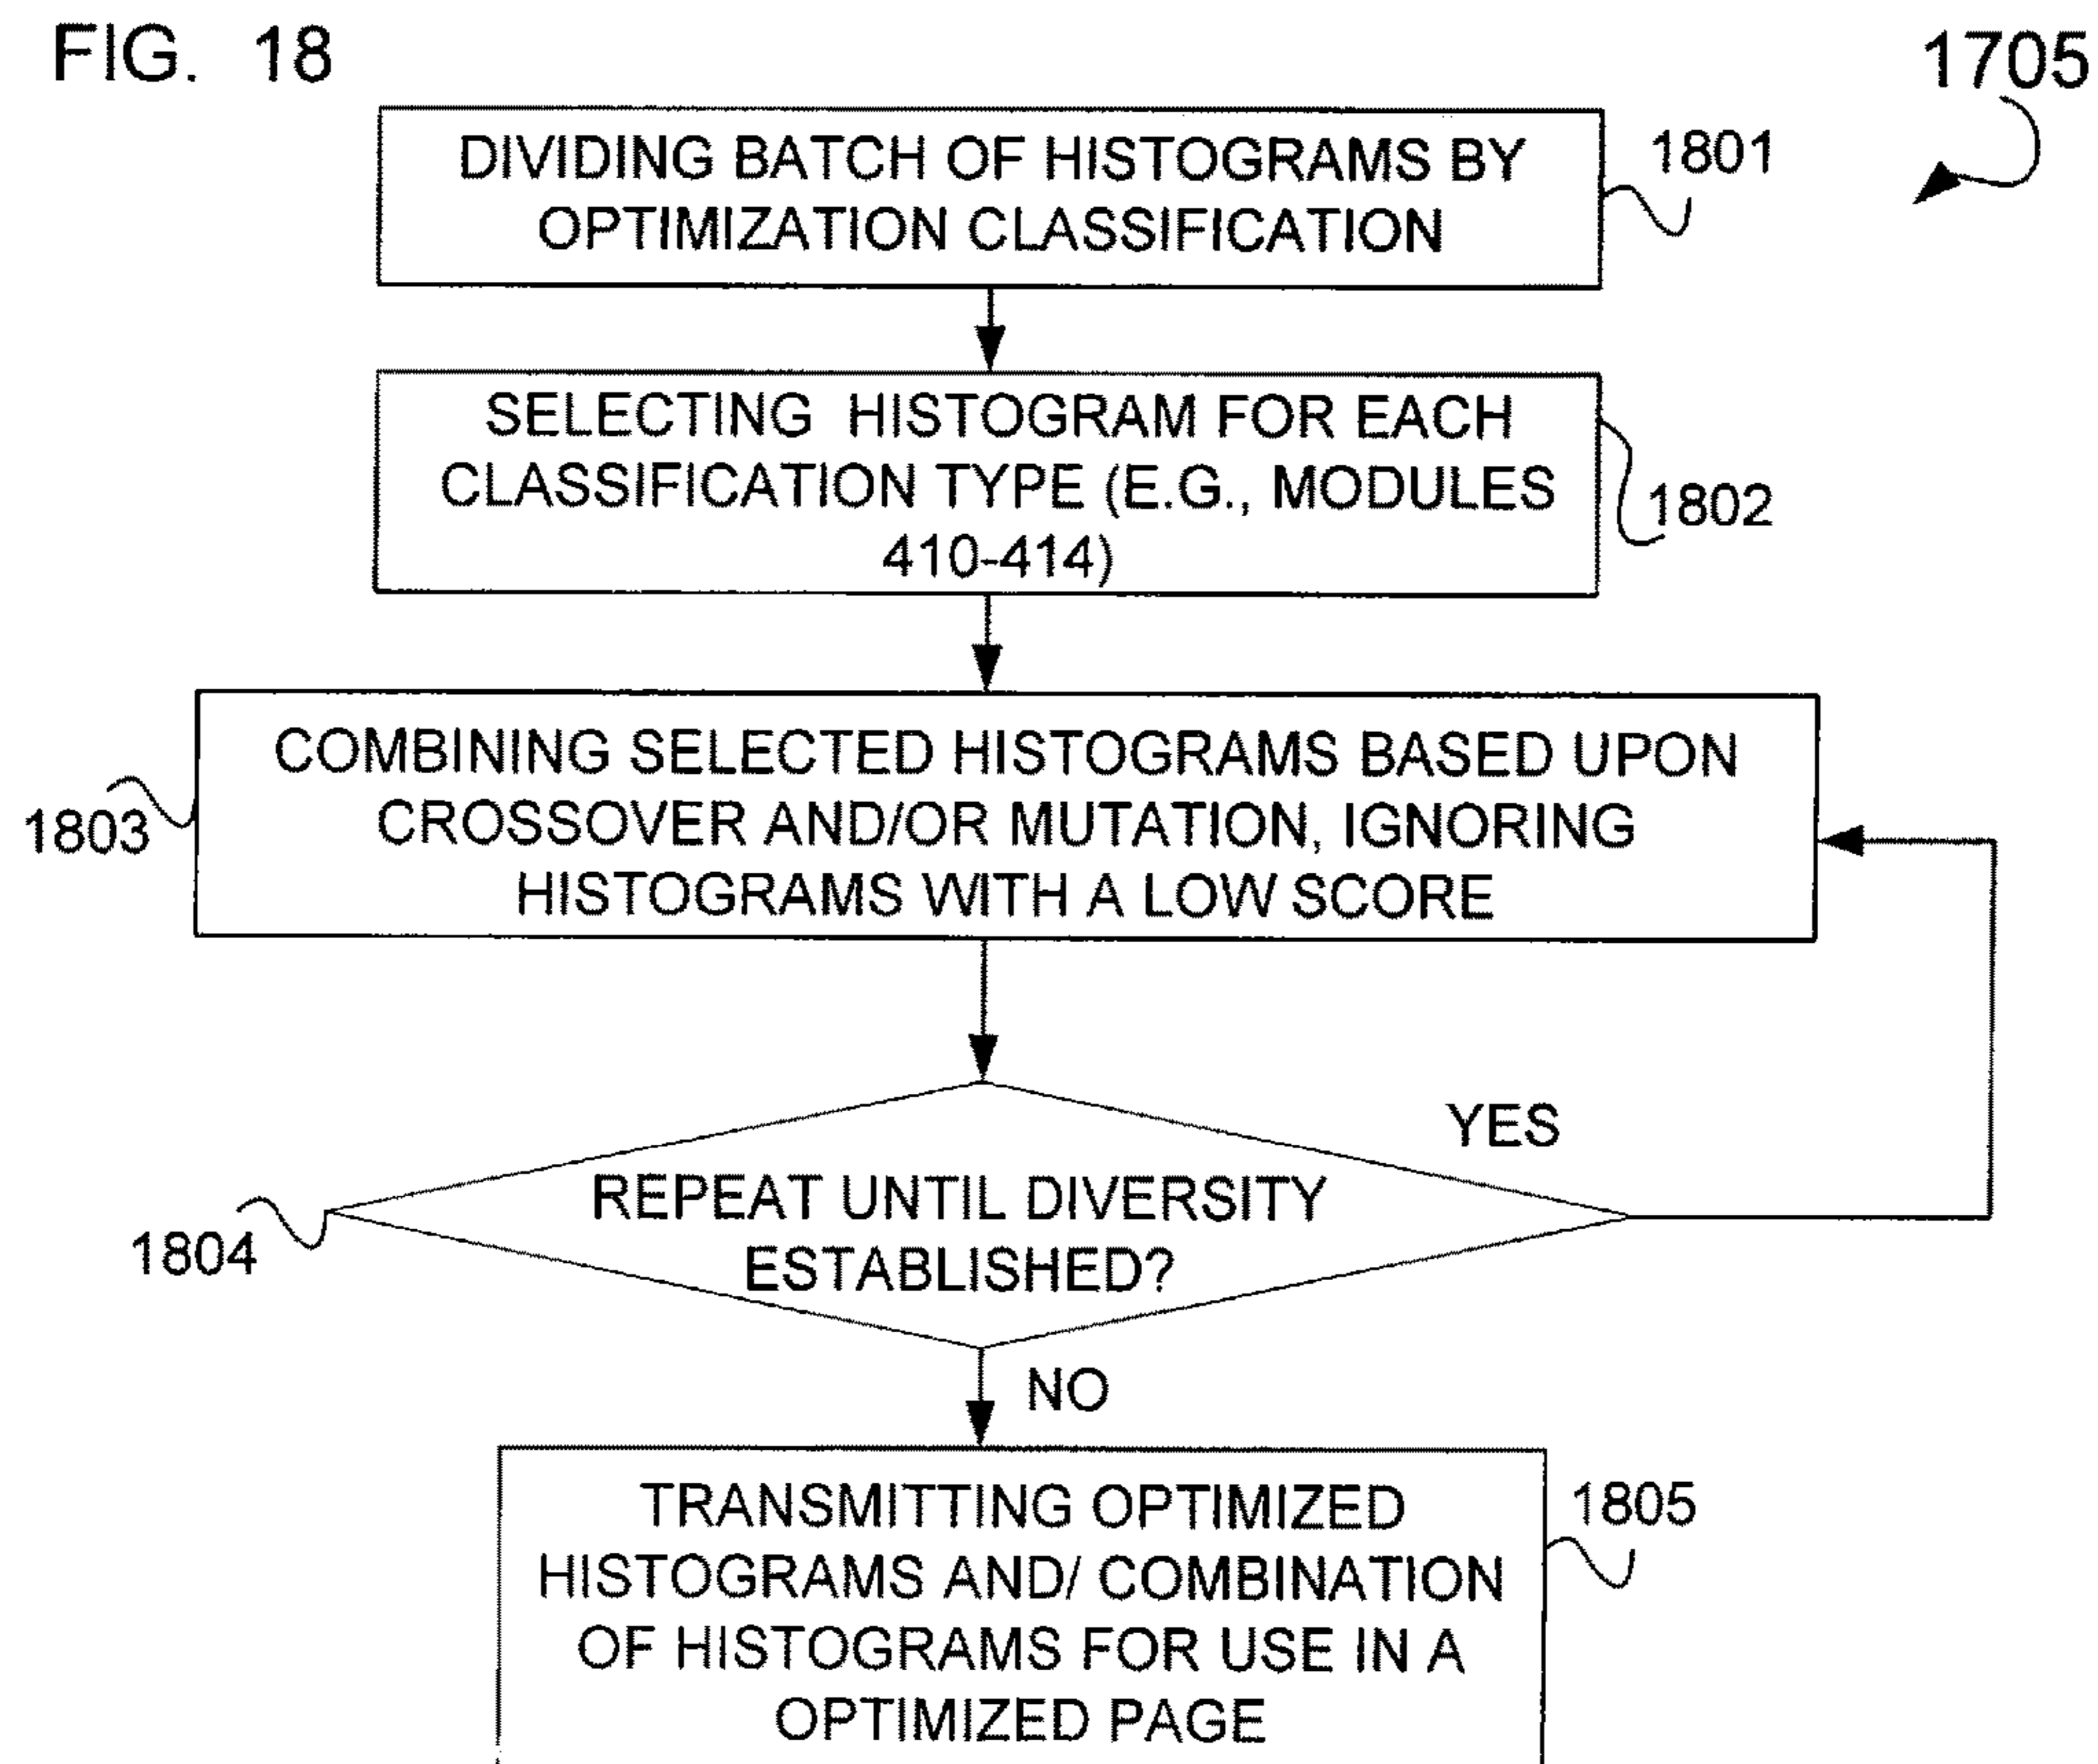 FIG. 18
1705
DIVIDING BATCH OF HISTOGRAMS BY
OPTIMIZATION CLASSIFICATION
1801
SELECTING HISTOGRAM FOR EACH
CLASSIFICATION TYPE (E.G., MODULES
410-414)
1802
COMBINING SELECTED HISTOGRAMS BASED UPON
CROSSOVER AND/OR MUTATION, IGNORING
HISTOGRAMS WITH A LOW SCORE
1803
YES
REPEAT UNTIL DIVERSITY
ESTABLISHED?
1804
NO
TRANSMITTING OPTIMIZED
HISTOGRAMS AND/ COMBINATION
OF HISTOGRAMS FOR USE IN A
OPTIMIZED PAGE
1805